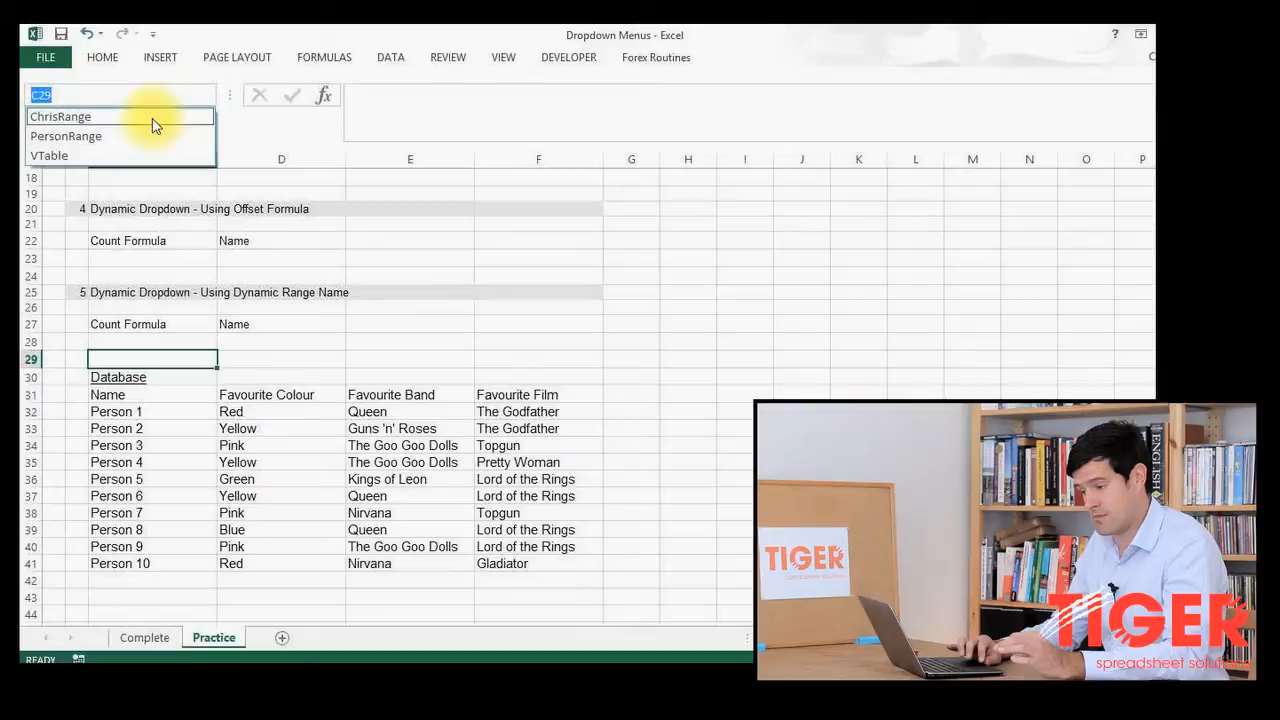 Dropdown Menus - Excel
?
FILE HOME INSERT PAGE LAYOUT FORMULAS DATA REVIEW VIEW DEVELOPER Forex Routines C
C29
fx
ChrisRange
PersonRange
VTable
D E F G H I J K L M N O P
18
19
20 4 Dynamic Dropdown - Using Offset Formula
21
22 Count Formula Name
23
24
25 5 Dynamic Dropdown - Using Dynamic Range Name
26
27 Count Formula Name
28
29
30 Database
31 Name Favourite Colour Favourite Band Favourite Film
32 Person 1 Red Queen The Godfather
33 Person 2 Yellow Guns 'n' Roses The Godfather
34 Person 3 Pink The Goo Goo Dolls Topgun
35 Person 4 Yellow The Goo Goo Dolls Pretty Woman
36 Person 5 Green Kings of Leon Lord of the Rings
37 Person 6 Yellow Queen Lord of the Rings
38 Person 7 Pink Nirvana Topgun
39 Person 8 Blue Queen Lord of the Rings
40 Person 9 Pink The Goo Goo Dolls Lord of the Rings
41 Person 10 Red Nirvana Gladiator
42
43
44
Complete Practice
READY
ENGLISH
TIGER
TIGER
spreadsheet solutions